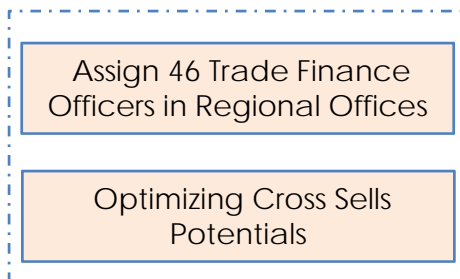 Assign 46 Trade Finance
Officers in Regional Offices
Optimizing Cross Sells
Potentials